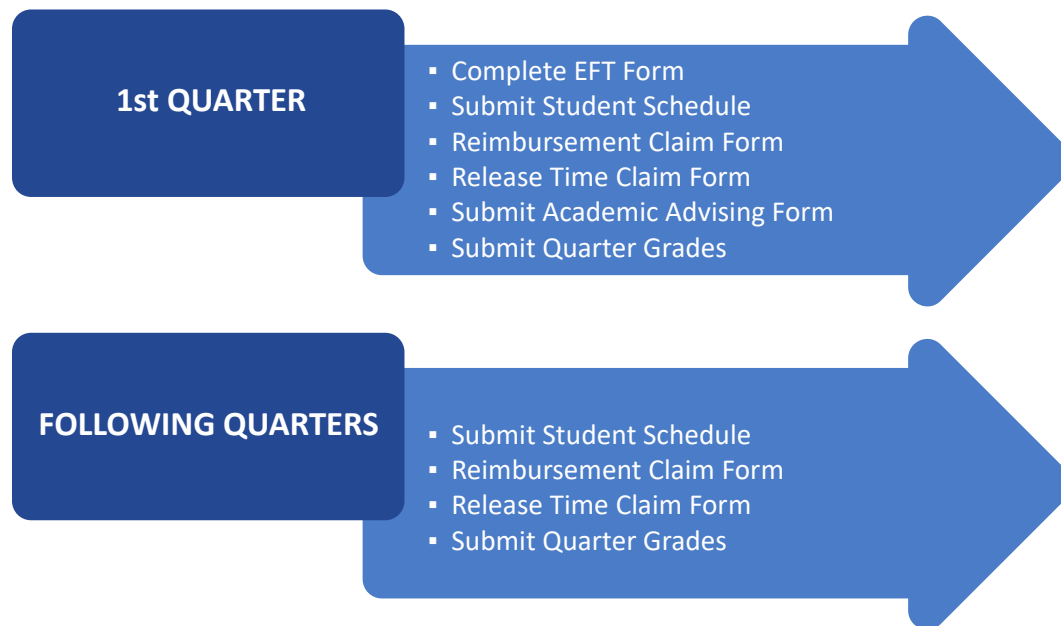 1st QUARTER
▪ Complete EFT Form
▪ Submit Student Schedule
▪ Reimbursement Claim Form
▪ Release Time Claim Form
▪ Submit Academic Advising Form
▪ Submit Quarter Grades
FOLLOWING QUARTERS
▪ Submit Student Schedule
▪ Reimbursement Claim Form
▪ Release Time Claim Form
▪ Submit Quarter Grades